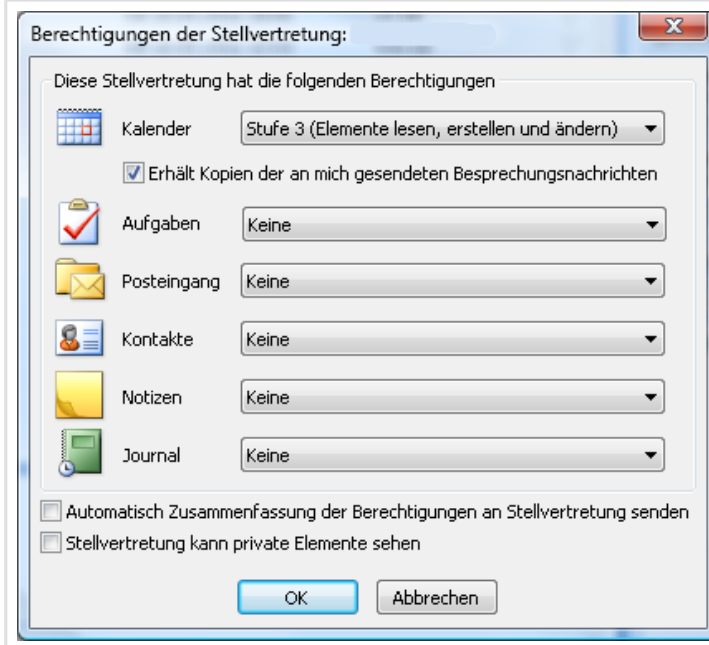 Berechtigungen der Stellvertretung:
Diese Stellvertretung hat die folgenden Berechtigungen
Kalender Stufe 3 (Elemente lesen, erstellen und ändern)
Erhält Kopien der an mich gesendeten Besprechungsnachrichten
Aufgaben Keine
Posteingang Keine
Kontakte Keine
Notizen Keine
Journal Keine
Automatisch Zusammenfassung der Berechtigungen an Stellvertretung senden
Stellvertretung kann private Elemente sehen
OK Abbrechen